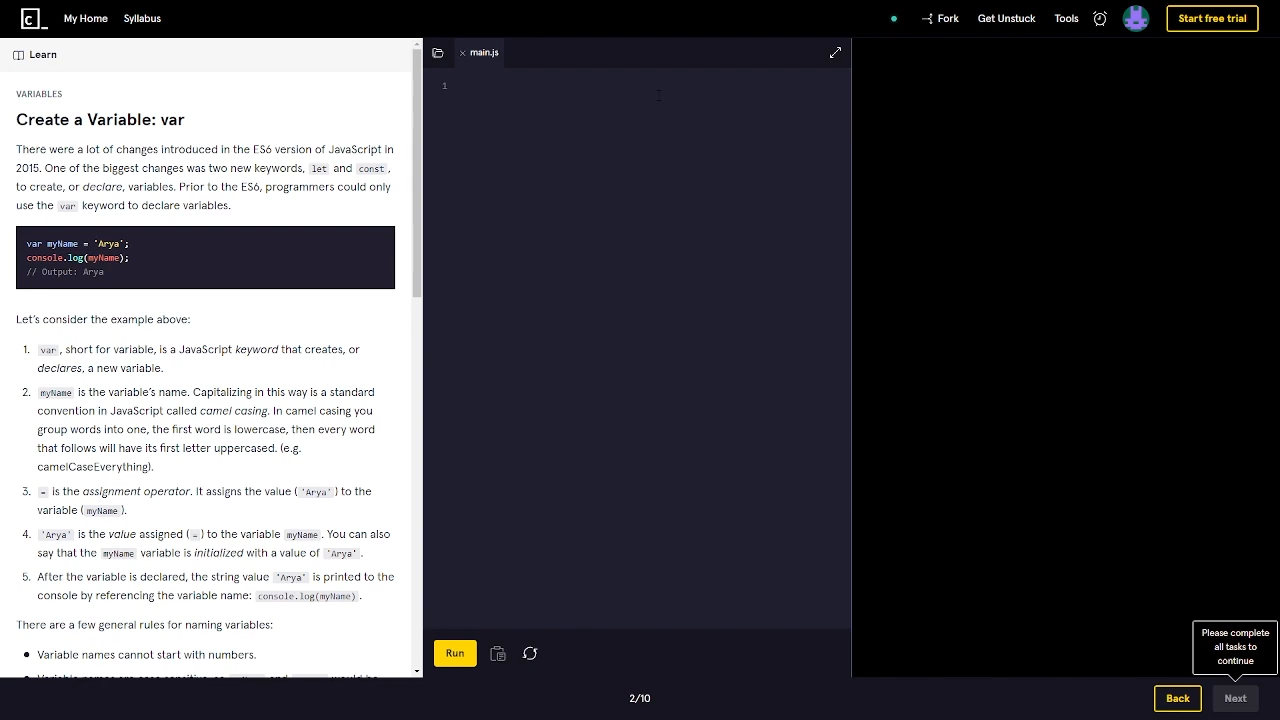 c_ My Home Syllabus Fork Get Unstuck Tools Start free trial
Learn
VARIABLES
Create a Variable: var
There were a lot of changes introduced in the ES6 version of JavaScript in
2015. One of the biggest changes was two new keywords, let and const,
to create, or declare, variables. Prior to the ES6, programmers could only
use the var keyword to declare variables.
var myName = 'Arya';
console.log(myName);
// Output: Arya
Let's consider the example above:
1. var, short for variable, is a JavaScript keyword that creates, or
declares, a new variable.
2. myName is the variable's name. Capitalizing in this way is a standard
convention in JavaScript called camel casing. In camel casing you
group words into one, the first word is lowercase, then every word
that follows will have its first letter uppercased. (e.g.
camelCaseEverything).
3. = is the assignment operator. It assigns the value ('Arya') to the
variable (myName).
4. 'Arya' is the value assigned (=) to the variable myName. You can also
say that the myName variable is initialized with a value of 'Arya'.
5. After the variable is declared, the string value 'Arya' is printed to the
console by referencing the variable name: console.log(myName).
There are a few general rules for naming variables:
• Variable names cannot start with numbers.
main.js
1
Run
Please complete
all tasks to
continue
2/10
Back
Next